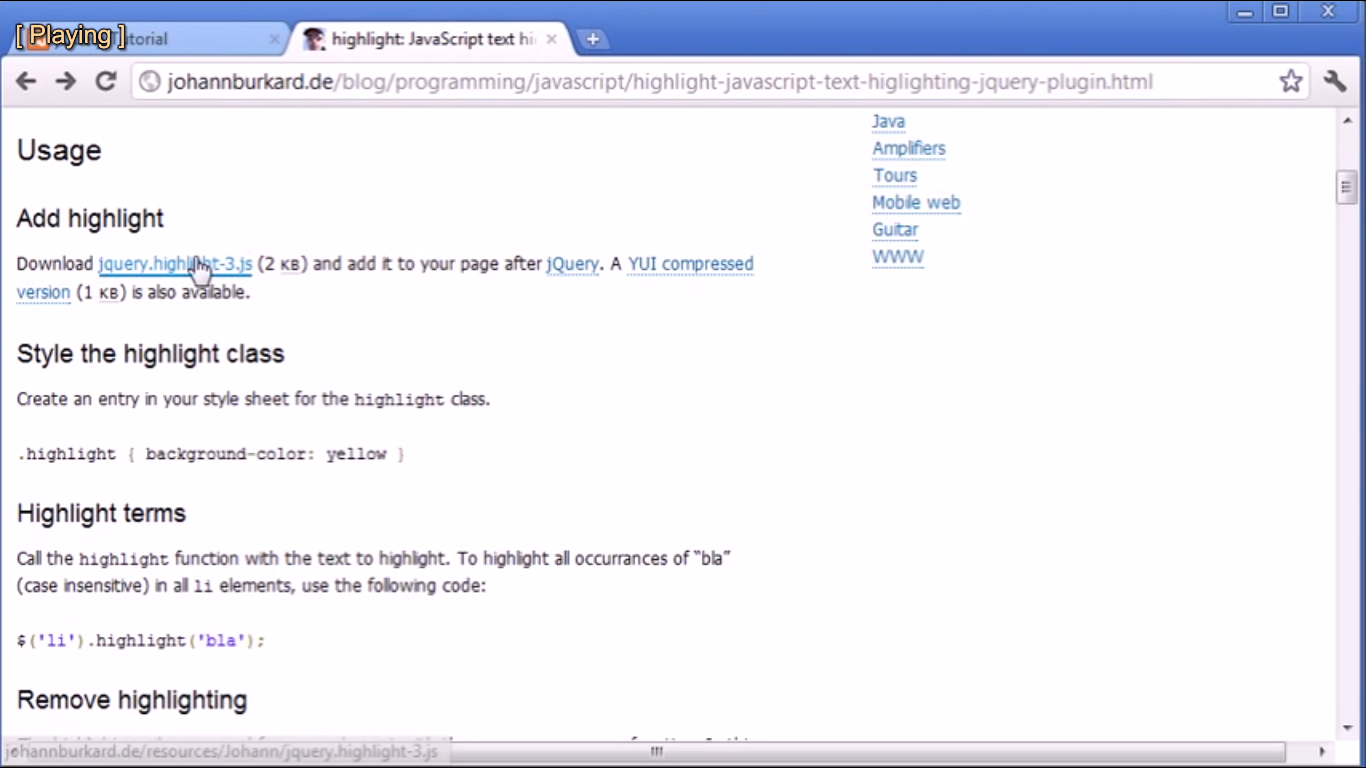 [ Playing ]
torial
highlight: JavaScript text hi
johannburkard.de/blog/programming/javascript/highlight-javascript-text-higlighting-jquery-plugin.html
Usage
Add highlight
Download jquery.highlight-3.js (2 KB) and add it to your page after jQuery. A YUI compressed
version (1 KB) is also available.
Style the highlight class
Create an entry in your style sheet for the highlight class.
.highlight { background-color: yellow }
Highlight terms
Call the highlight function with the text to highlight. To highlight all occurrances of “bla”
(case insensitive) in all li elements, use the following code:
$('li').highlight('bla');
Remove highlighting
Java
Amplifiers
Tours
Mobile web
Guitar
WWW
johannburkard.de/resources/Johann/jquery.highlight-3.js